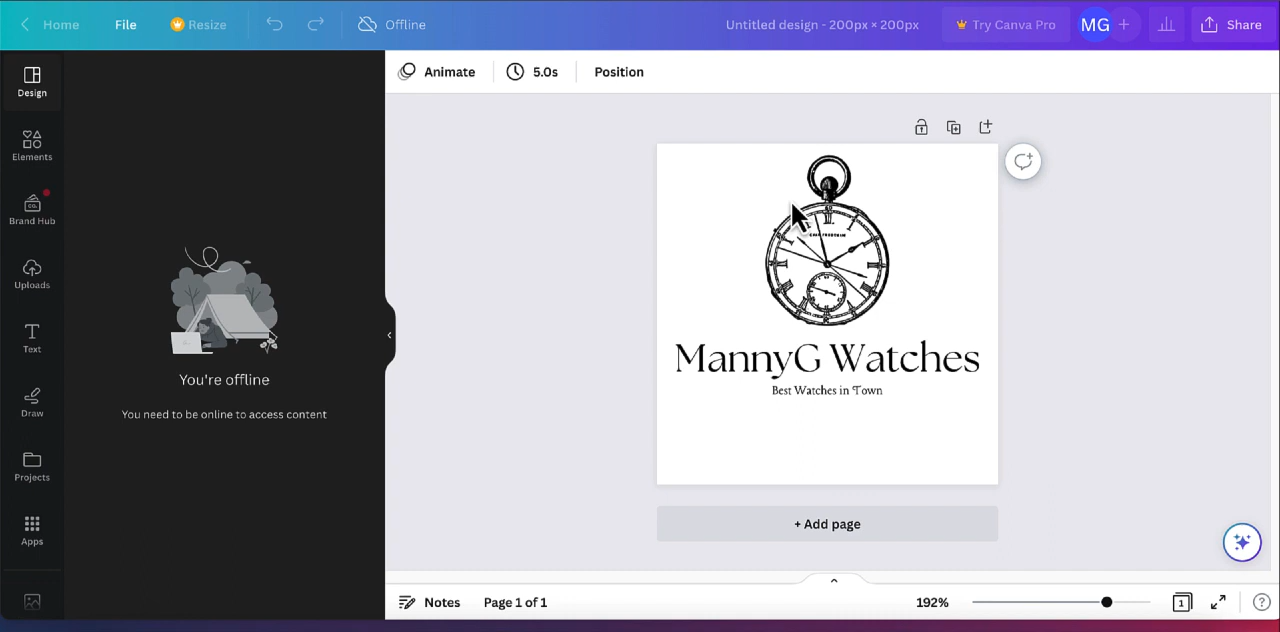 Home File Resize Offline Untitled design - 200px × 200px Try Canva Pro MG + Share
Animate 5.0s Position
Design
Elements
CO.
Brand Hub
Uploads
Text
Draw
Projects
Apps
You're offline
You need to be online to access content
MannyG Watches
Best Watches in Town
+ Add page
Notes Page 1 of 1 192% 1 ?